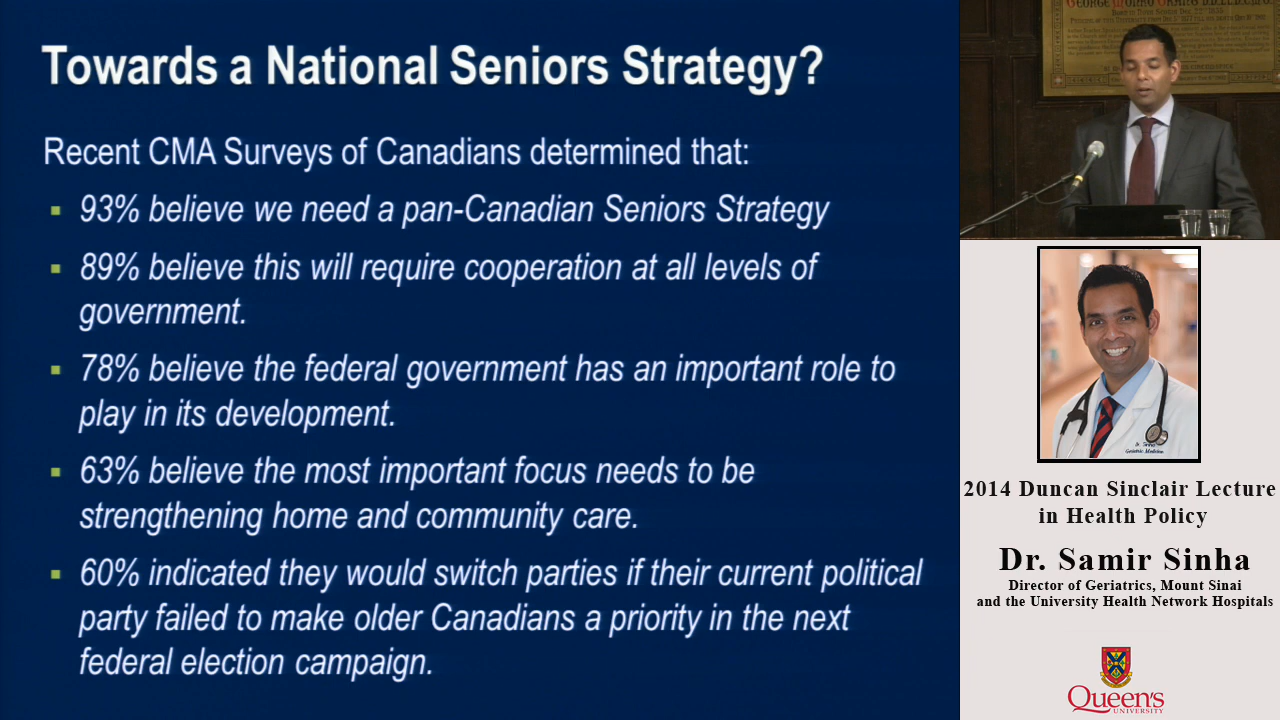 Towards a National Seniors Strategy?
Recent CMA Surveys of Canadians determined that:
▪ 93% believe we need a pan-Canadian Seniors Strategy
▪ 89% believe this will require cooperation at all levels of
government.
▪ 78% believe the federal government has an important role to
play in its development.
▪ 63% believe the most important focus needs to be
strengthening home and community care.
▪ 60% indicated they would switch parties if their current political
party failed to make older Canadians a priority in the next
federal election campaign.
Dr. Sinha
Geriatric Medicine
2014 Duncan Sinclair Lecture
in Health Policy
Dr. Samir Sinha
Director of Geriatrics, Mount Sinai
and the University Health Network Hospitals
Queen's
UNIVERSITY